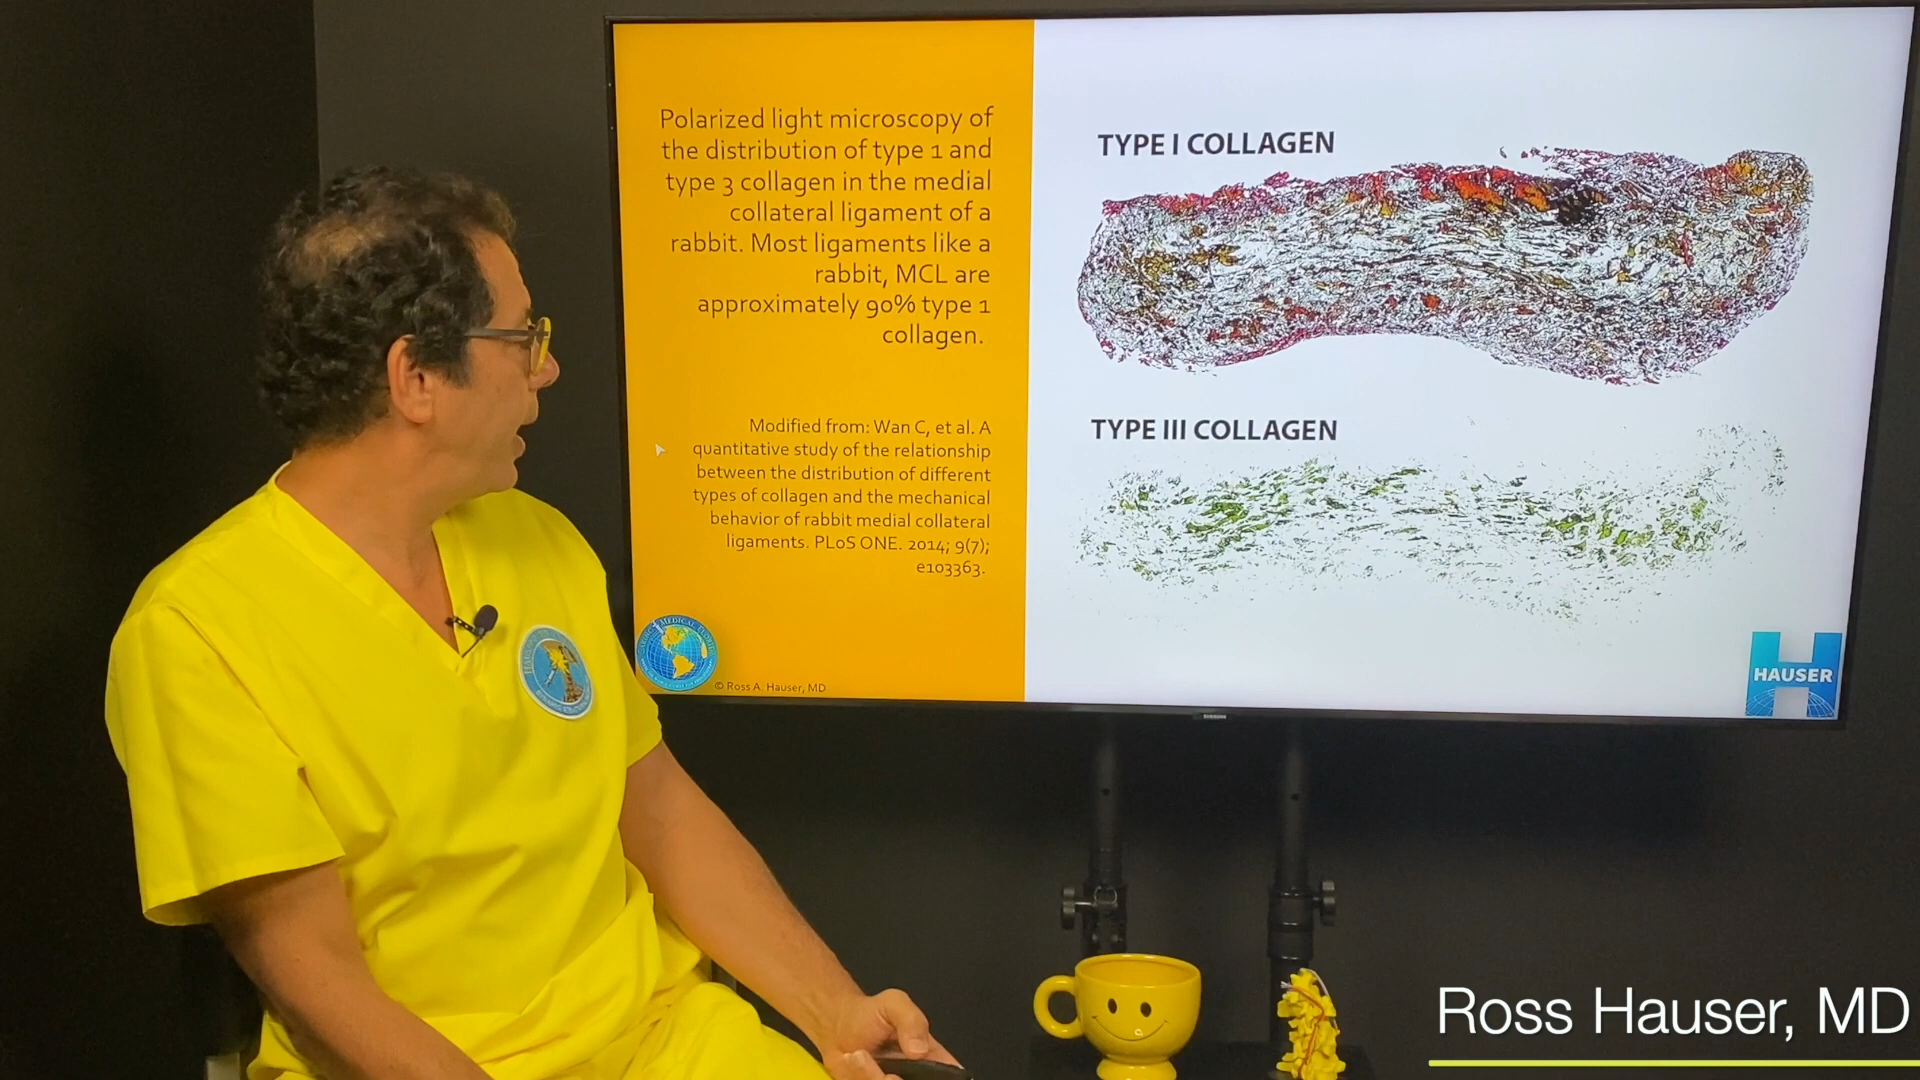 Polarized light microscopy of
the distribution of type 1 and
type 3 collagen in the medial
collateral ligament of a
rabbit. Most ligaments like a
rabbit, MCL are
approximately 90% type 1
collagen.
Modified from: Wan C, et al. A
quantitative study of the relationship
between the distribution of different
types of collagen and the mechanical
behavior of rabbit medial collateral
ligaments. PLoS ONE. 2014; 9(7);
e103363.
© Ross A. Hauser, MD
TYPE I COLLAGEN
TYPE III COLLAGEN
HAUSER
SAMSUNG
Ross Hauser, MD